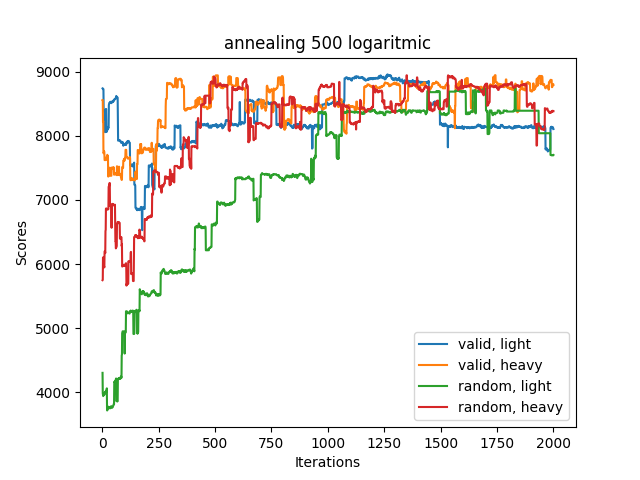 annealing 500 logaritmic
Scores
9000
8000
7000
6000
5000
4000
0
250
500
750
1000
1250
1500
1750
2000
Iterations
valid, light
valid, heavy
random, light
random, heavy